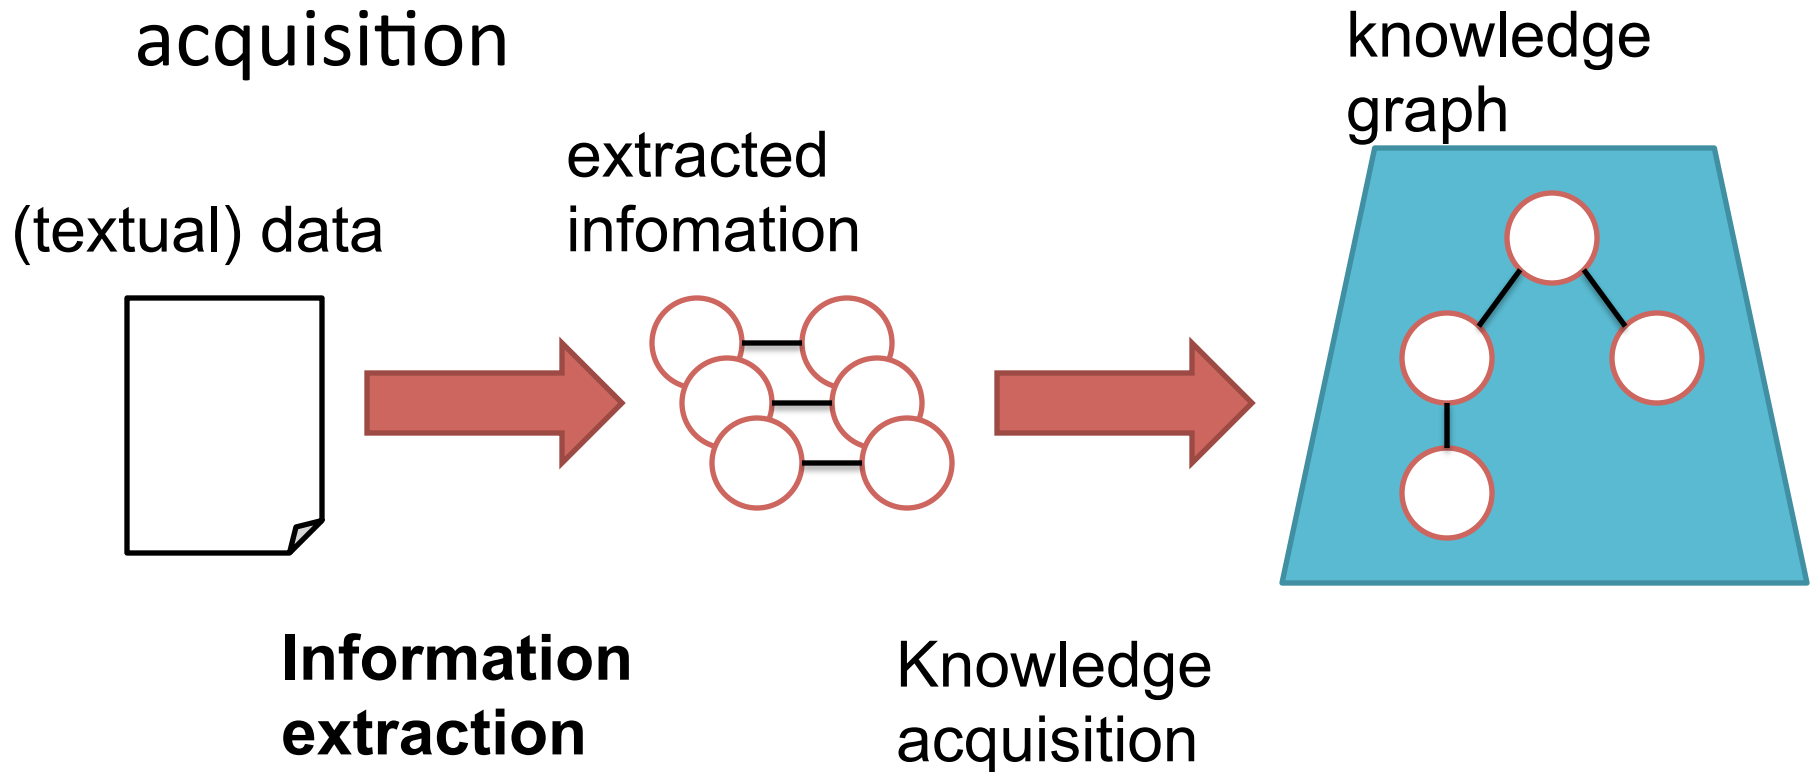 acquisition
knowledge
graph
extracted
infomation
(textual) data
Information
extraction
Knowledge
acquisition